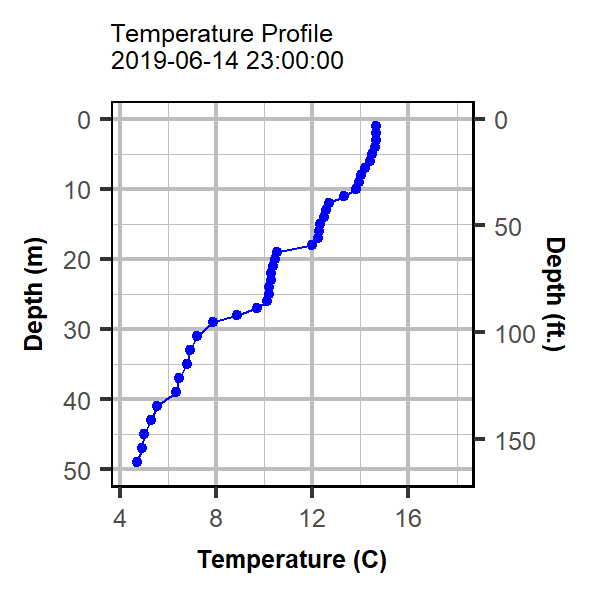 Temperature Profile
2019-06-14 23:00:00
0
10
20
30
40
50
Depth (m)
0
50
100
150
Depth (ft.)
4 8 12 16
Temperature (C)